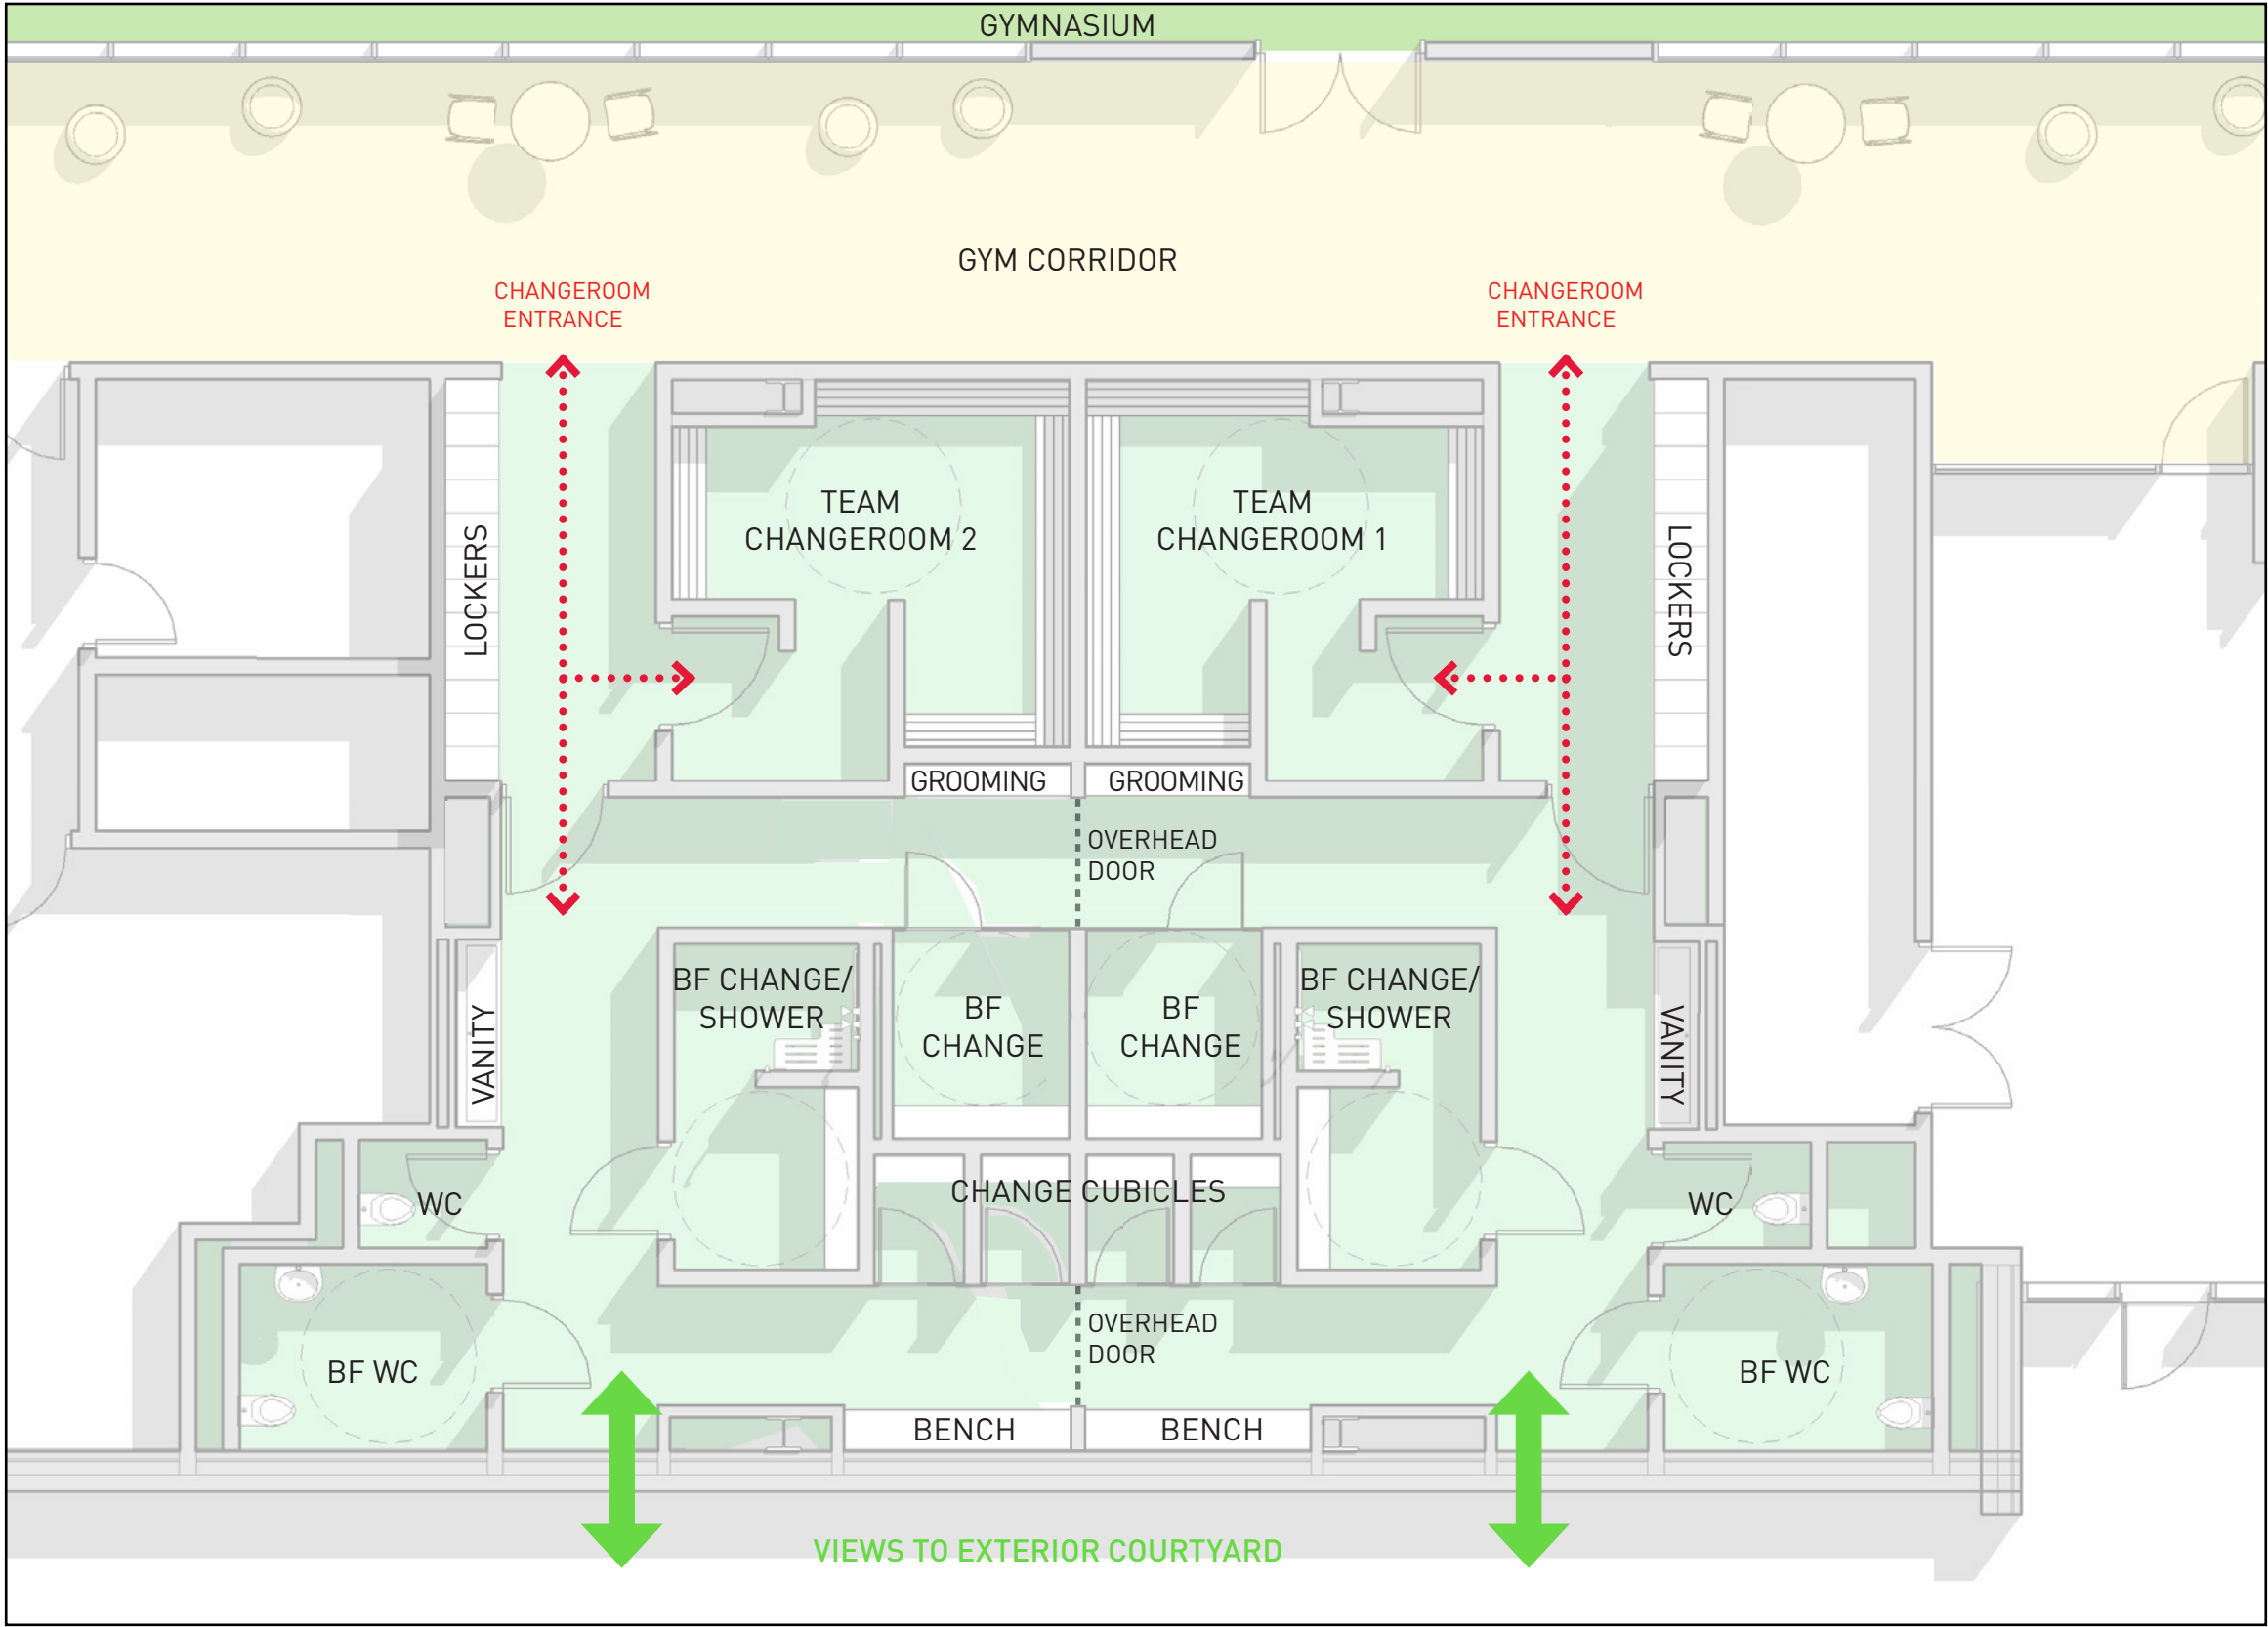 GYMNASIUM
GYM CORRIDOR
CHANGEROOM
ENTRANCE
CHANGEROOM
ENTRANCE
LOCKERS
TEAM
CHANGEROOM 2
TEAM
CHANGEROOM 1
LOCKERS
GROOMING
GROOMING
OVERHEAD
DOOR
VANITY
BF CHANGE/
SHOWER
BF
CHANGE
BF
CHANGE
BF CHANGE/
SHOWER
VANITY
WC
CHANGE CUBICLES
WC
OVERHEAD
DOOR
BF WC
BF WC
BENCH
BENCH
VIEWS TO EXTERIOR COURTYARD